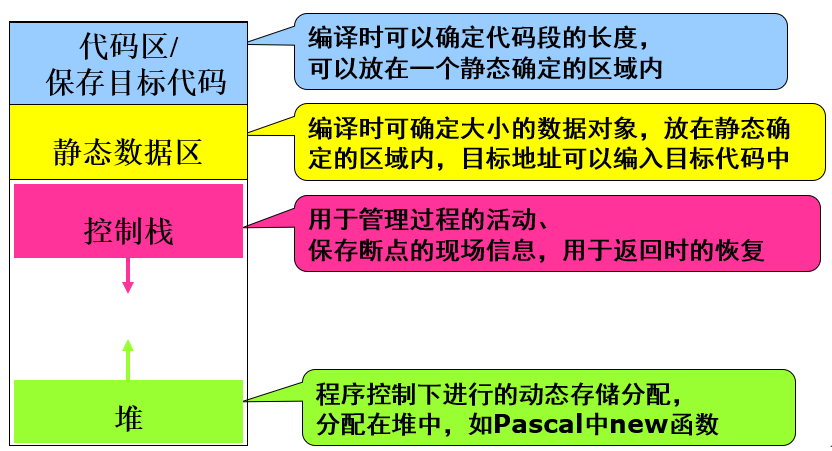 代码区/
保存目标代码
编译时可以确定代码段的长度，
可以放在一个静态确定的区域内
静态数据区
编译时可确定大小的数据对象，放在静态确
定的区域内，目标地址可以编入目标代码中
控制栈
用于管理过程的活动、
保存断点的现场信息，用于返回时的恢复
堆
程序控制下进行的动态存储分配，
分配在堆中，如Pascal中new函数